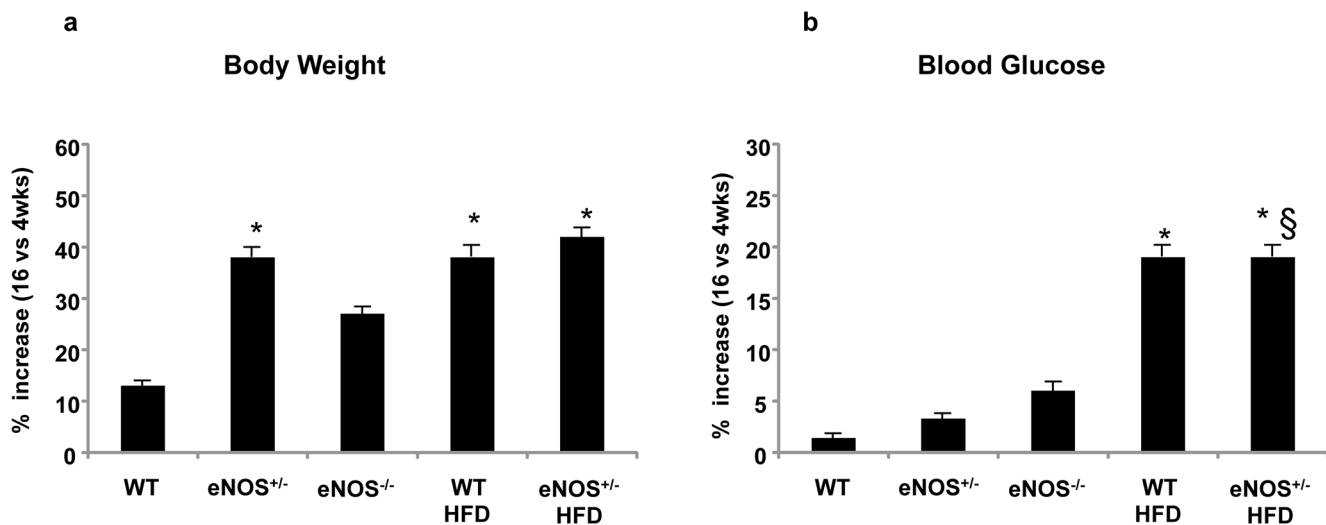 a
Body Weight
% increase (16 vs 4wks)
60
50
40
30
20
10
0
*
*
*
WT
eNOS+/-
eNOS-/-
WT
HFD
eNOS+/-
HFD
b
Blood Glucose
% increase (16 vs 4wks)
30
25
20
15
10
5
0
*
* §
WT
eNOS+/-
eNOS-/-
WT
HFD
eNOS+/-
HFD